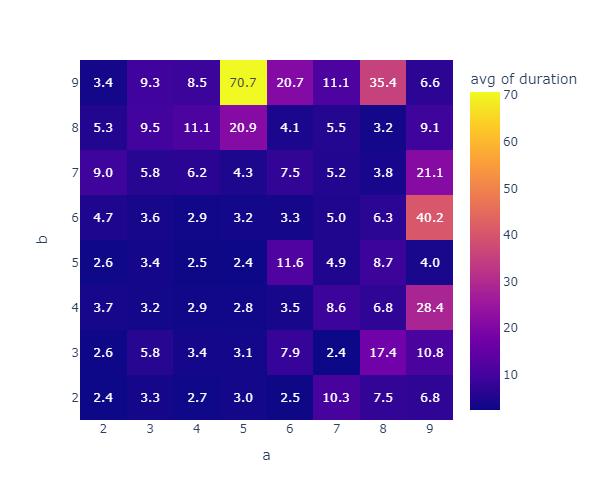 avg of duration
9 3.4 9.3 8.5 70.7 20.7 11.1 35.4 6.6
8 5.3 9.5 11.1 20.9 4.1 5.5 3.2 9.1
7 9.0 5.8 6.2 4.3 7.5 5.2 3.8 21.1
6 4.7 3.6 2.9 3.2 3.3 5.0 6.3 40.2
5 2.6 3.4 2.5 2.4 11.6 4.9 8.7 4.0
4 3.7 3.2 2.9 2.8 3.5 8.6 6.8 28.4
3 2.6 5.8 3.4 3.1 7.9 2.4 17.4 10.8
2 2.4 3.3 2.7 3.0 2.5 10.3 7.5 6.8
2 3 4 5 6 7 8 9
a
b
70
60
50
40
30
20
10